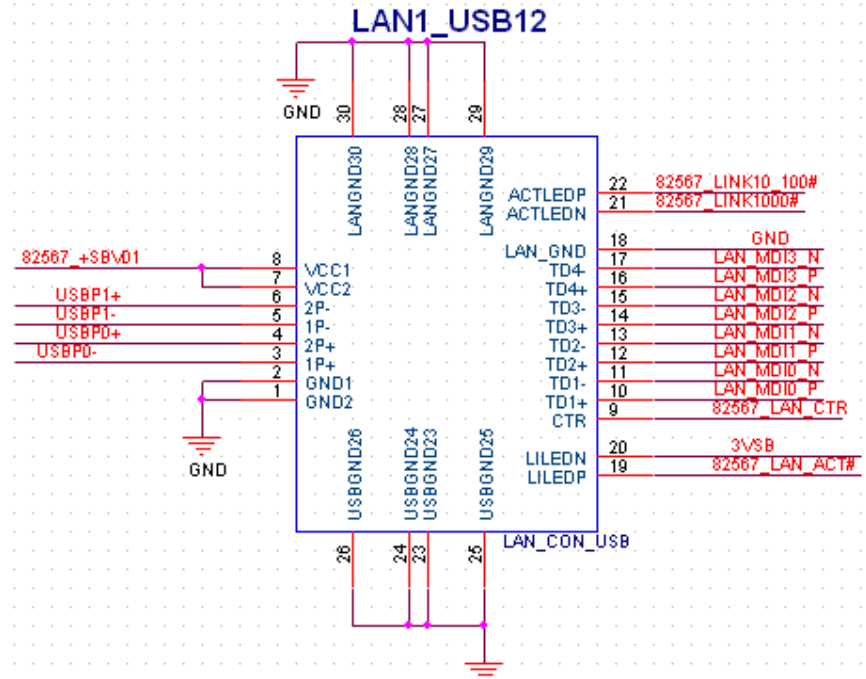 LAN1_USB12
GND
30
28
27
29
LANGND30
LANGND28
LANGND27
LANGND29
ACTLEDP 22 82567_LINK10_100#
ACTLEDN 21 82567_LINK1000#
LAN_GND 18 GND
TD4- 17 LAN_MDI3_N
TD4+ 16 LAN_MDI3_P
TD3- 15 LAN_MDI2_N
TD3+ 14 LAN_MDI2_P
TD2- 13 LAN_MDI1_N
TD2+ 12 LAN_MDI1_P
TD1- 11 LAN_MDI0_N
TD1+ 10 LAN_MDI0_P
CTR 9 82567_LAN_CTR
LILEDN 20 3VSB
LILEDP 19 82567_LAN_ACT#
82567_+SBV01 8 VCC1
7 VCC2
USBP1+ 6 2P-
USBP1- 5 1P-
USBP0+ 4 2P+
USBP0- 3 1P+
2 GND1
1 GND2
GND
USBGND26
USBGND24
USBGND23
USBGND25
26
24
23
25
LAN_CON_USB